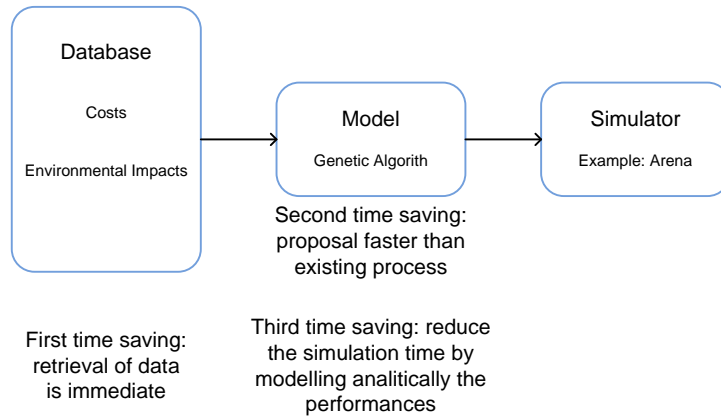 Database
Costs
Environmental Impacts
Model
Genetic Algorith
Simulator
Example: Arena
Second time saving:
proposal faster than
existing process
First time saving:
retrieval of data
is immediate
Third time saving: reduce
the simulation time by
modelling analitically the
performances